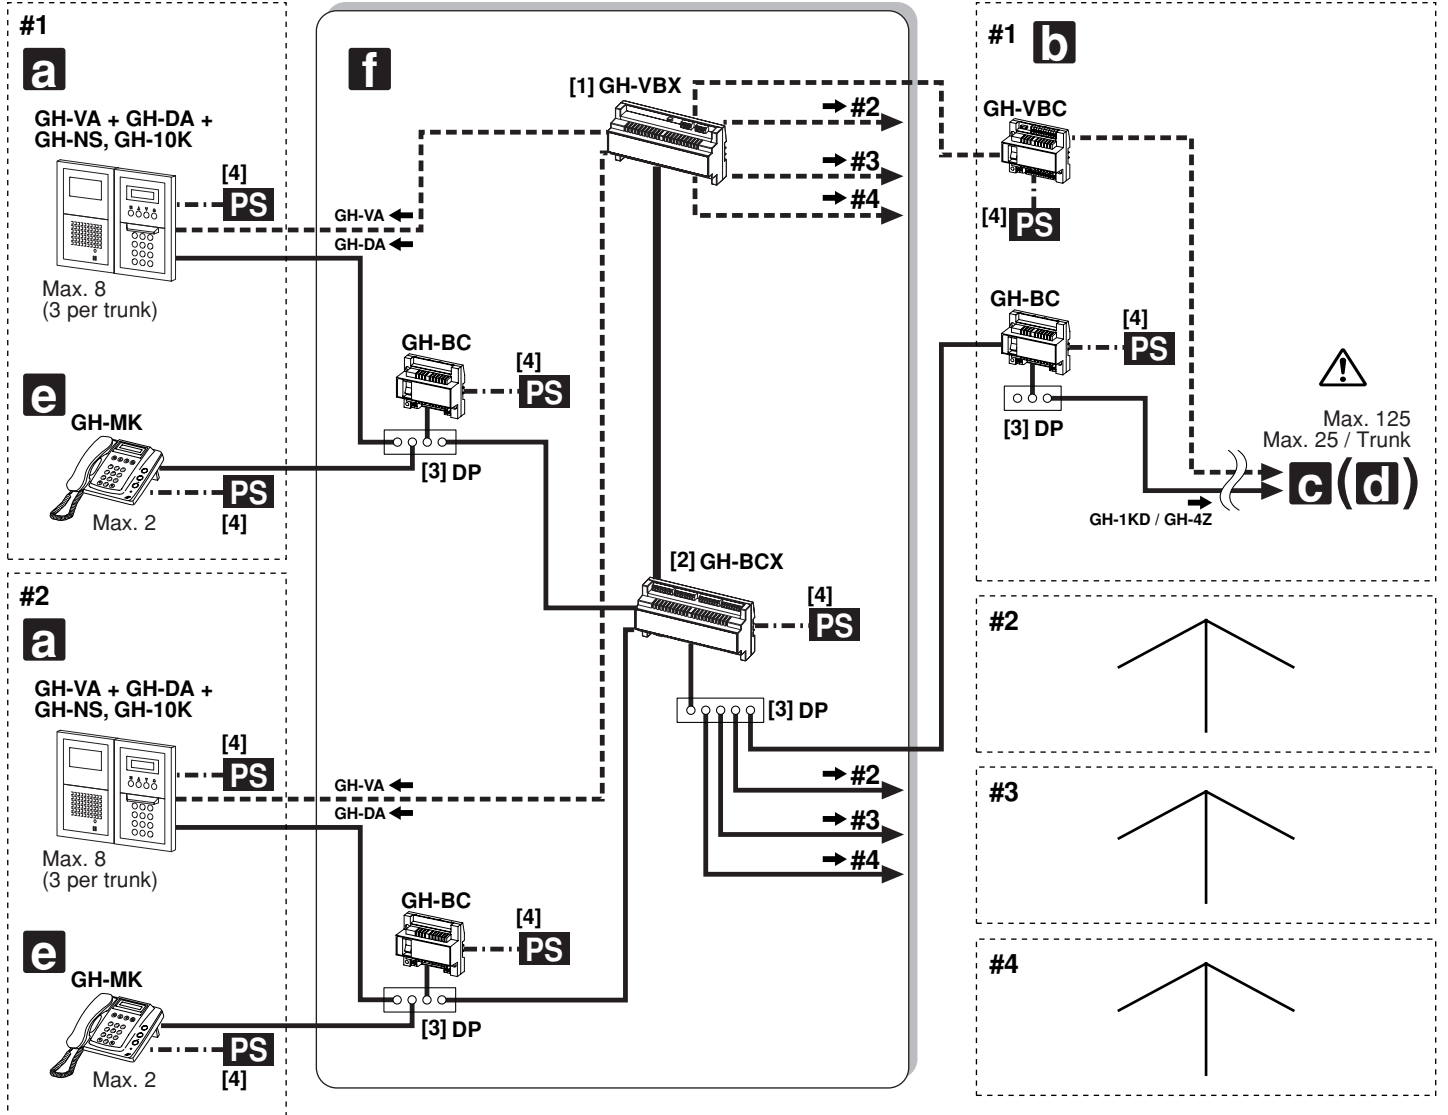 #1
a
GH-VA + GH-DA +
GH-NS, GH-10K
[4]
PS
Max. 8
(3 per trunk)
e
GH-MK
PS
Max. 2
[4]
#2
a
GH-VA + GH-DA +
GH-NS, GH-10K
[4]
PS
Max. 8
(3 per trunk)
e
GH-MK
PS
Max. 2
[4]
f
[1] GH-VBX
#2
#3
#4
GH-VA
GH-DA
GH-BC
[4]
PS
[3] DP
[2] GH-BCX
[4]
PS
[3] DP
#2
#3
#4
GH-VA
GH-DA
GH-BC
[4]
PS
[3] DP
#1
b
GH-VBC
[4] PS
GH-BC
[4]
PS
[3] DP
Max. 125
Max. 25 / Trunk
c (d)
GH-1KD / GH-4Z
#2
#3
#4